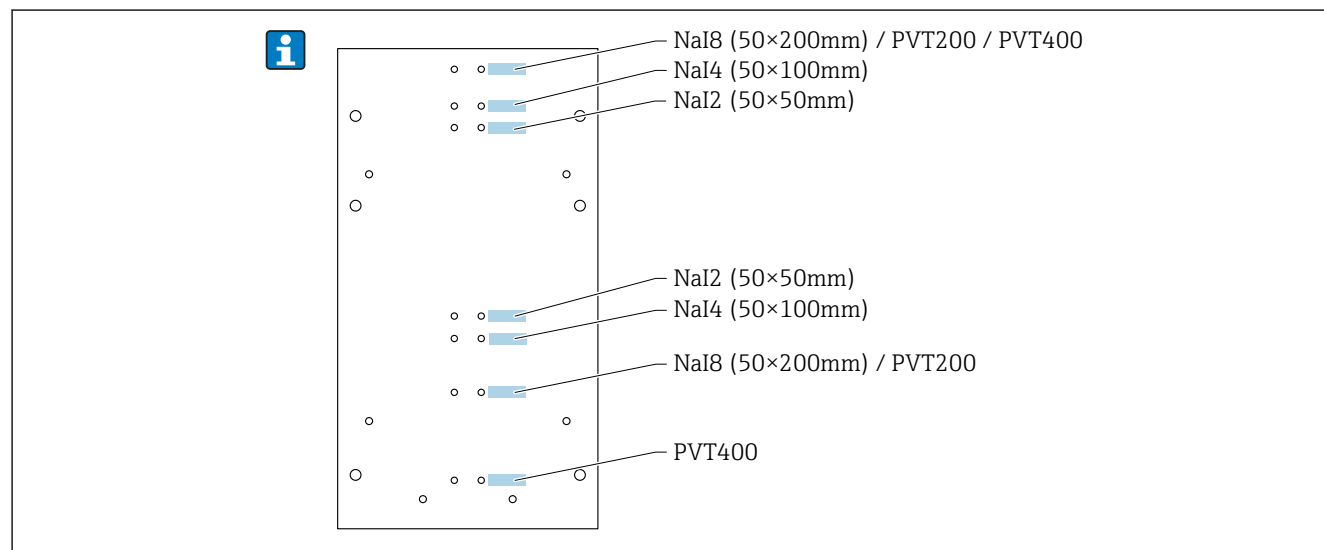 i
NaI8 (50×200mm) / PVT200 / PVT400
NaI4 (50×100mm)
NaI2 (50×50mm)
NaI2 (50×50mm)
NaI4 (50×100mm)
NaI8 (50×200mm) / PVT200
PVT400